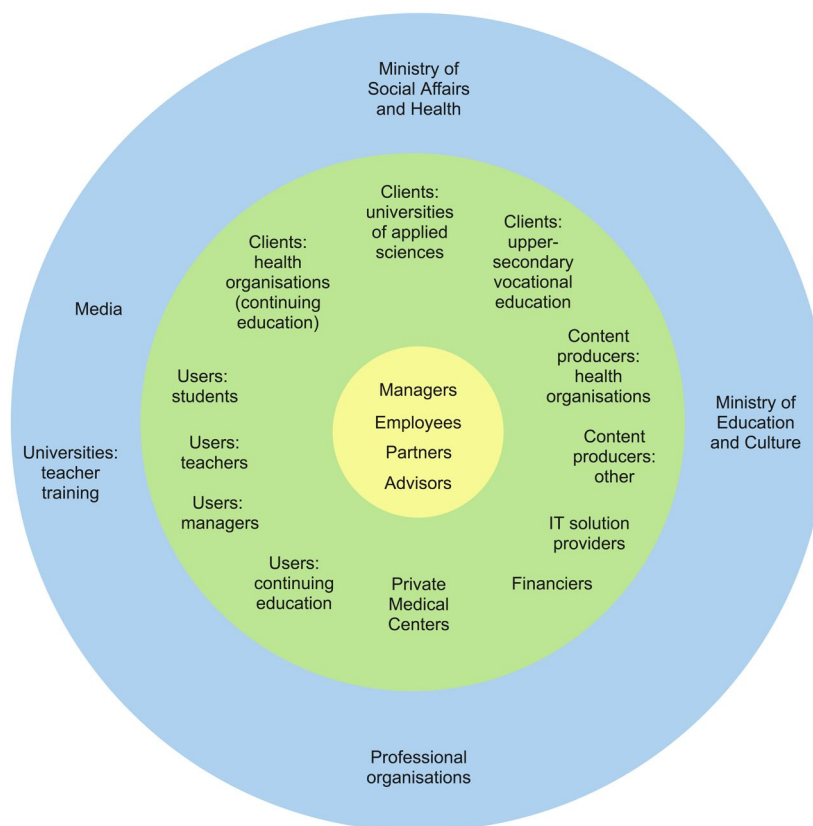 Ministry of
Social Affairs
and Health
Clients:
universities
of applied
sciences
Clients:
upper-
secondary
vocational
education
Clients:
health
organisations
(continuing
education)
Media
Content
producers:
health
organisations
Users:
students
Managers
Employees
Partners
Advisors
Ministry of
Education
and Culture
Universities:
teacher
training
Users:
teachers
Content
producers:
other
Users:
managers
IT solution
providers
Users:
continuing
education
Private
Medical
Centers
Financiers
Professional
organisations